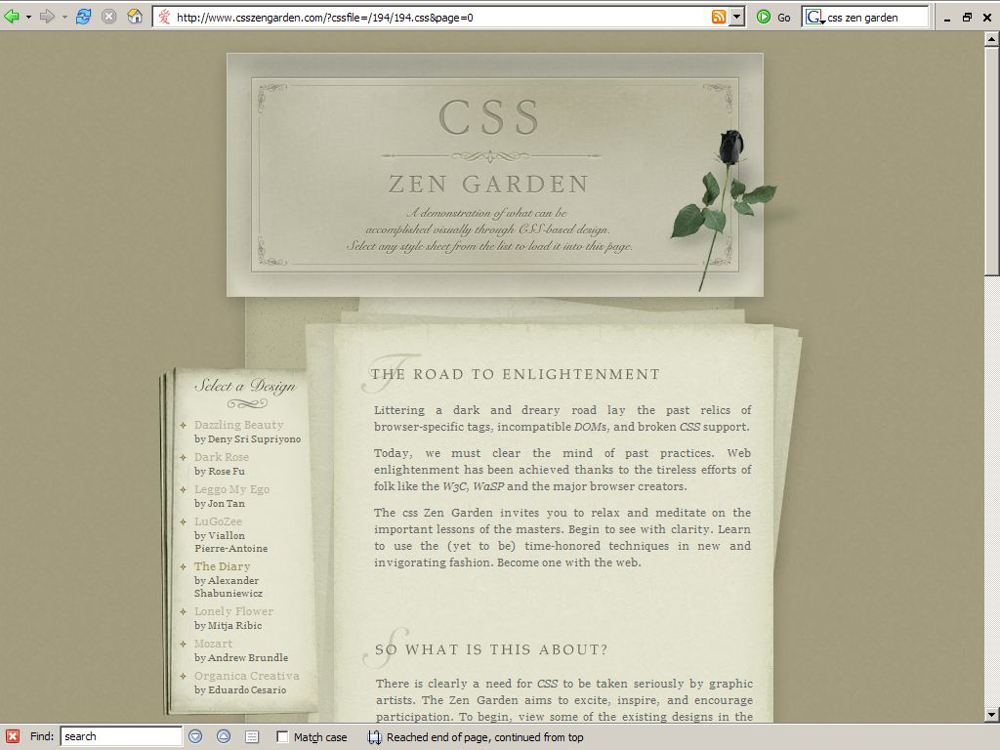 http://www.csszengarden.com/?cssfile=/194/194.css&page=0
Go
css zen garden
CSS
ZEN GARDEN
A demonstration of what can be
accomplished visually through CSS-based design.
Select any style sheet from the list to load it into this page.
Select a Design
Dazzling Beauty
by Deny Sri Supriyono
Dark Rose
by Rose Fu
Leggo My Ego
by Jon Tan
LuGoZee
by Viallon
Pierre-Antoine
The Diary
by Alexander
Shabuniewicz
Lonely Flower
by Mitja Ribic
Mozart
by Andrew Brundle
Organica Creativa
by Eduardo Cesario
THE ROAD TO ENLIGHTENMENT
Littering a dark and dreary road lay the past relics of
browser-specific tags, incompatible DOMs, and broken CSS support.
Today, we must clear the mind of past practices. Web
enlightenment has been achieved thanks to the tireless efforts of
folk like the W3C, WaSP and the major browser creators.
The css Zen Garden invites you to relax and meditate on the
important lessons of the masters. Begin to see with clarity. Learn
to use the (yet to be) time-honored techniques in new and
invigorating fashion. Become one with the web.
SO WHAT IS THIS ABOUT?
There is clearly a need for CSS to be taken seriously by graphic
artists. The Zen Garden aims to excite, inspire, and encourage
participation. To begin, view some of the existing designs in the
Find:
search
Match case
Reached end of page, continued from top